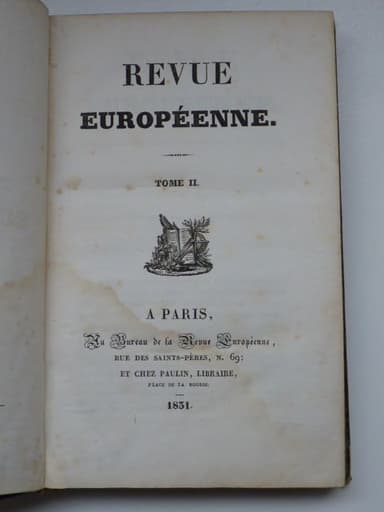 REVUE
EUROPÉENNE.
TOME II.
A PARIS,
Au Bureau de la Revue Européenne,
RUE DES SAINTS-PÈRES, N. 69;
ET CHEZ PAULIN, LIBRAIRE,
PLACE DE LA BOURSE.
1831.